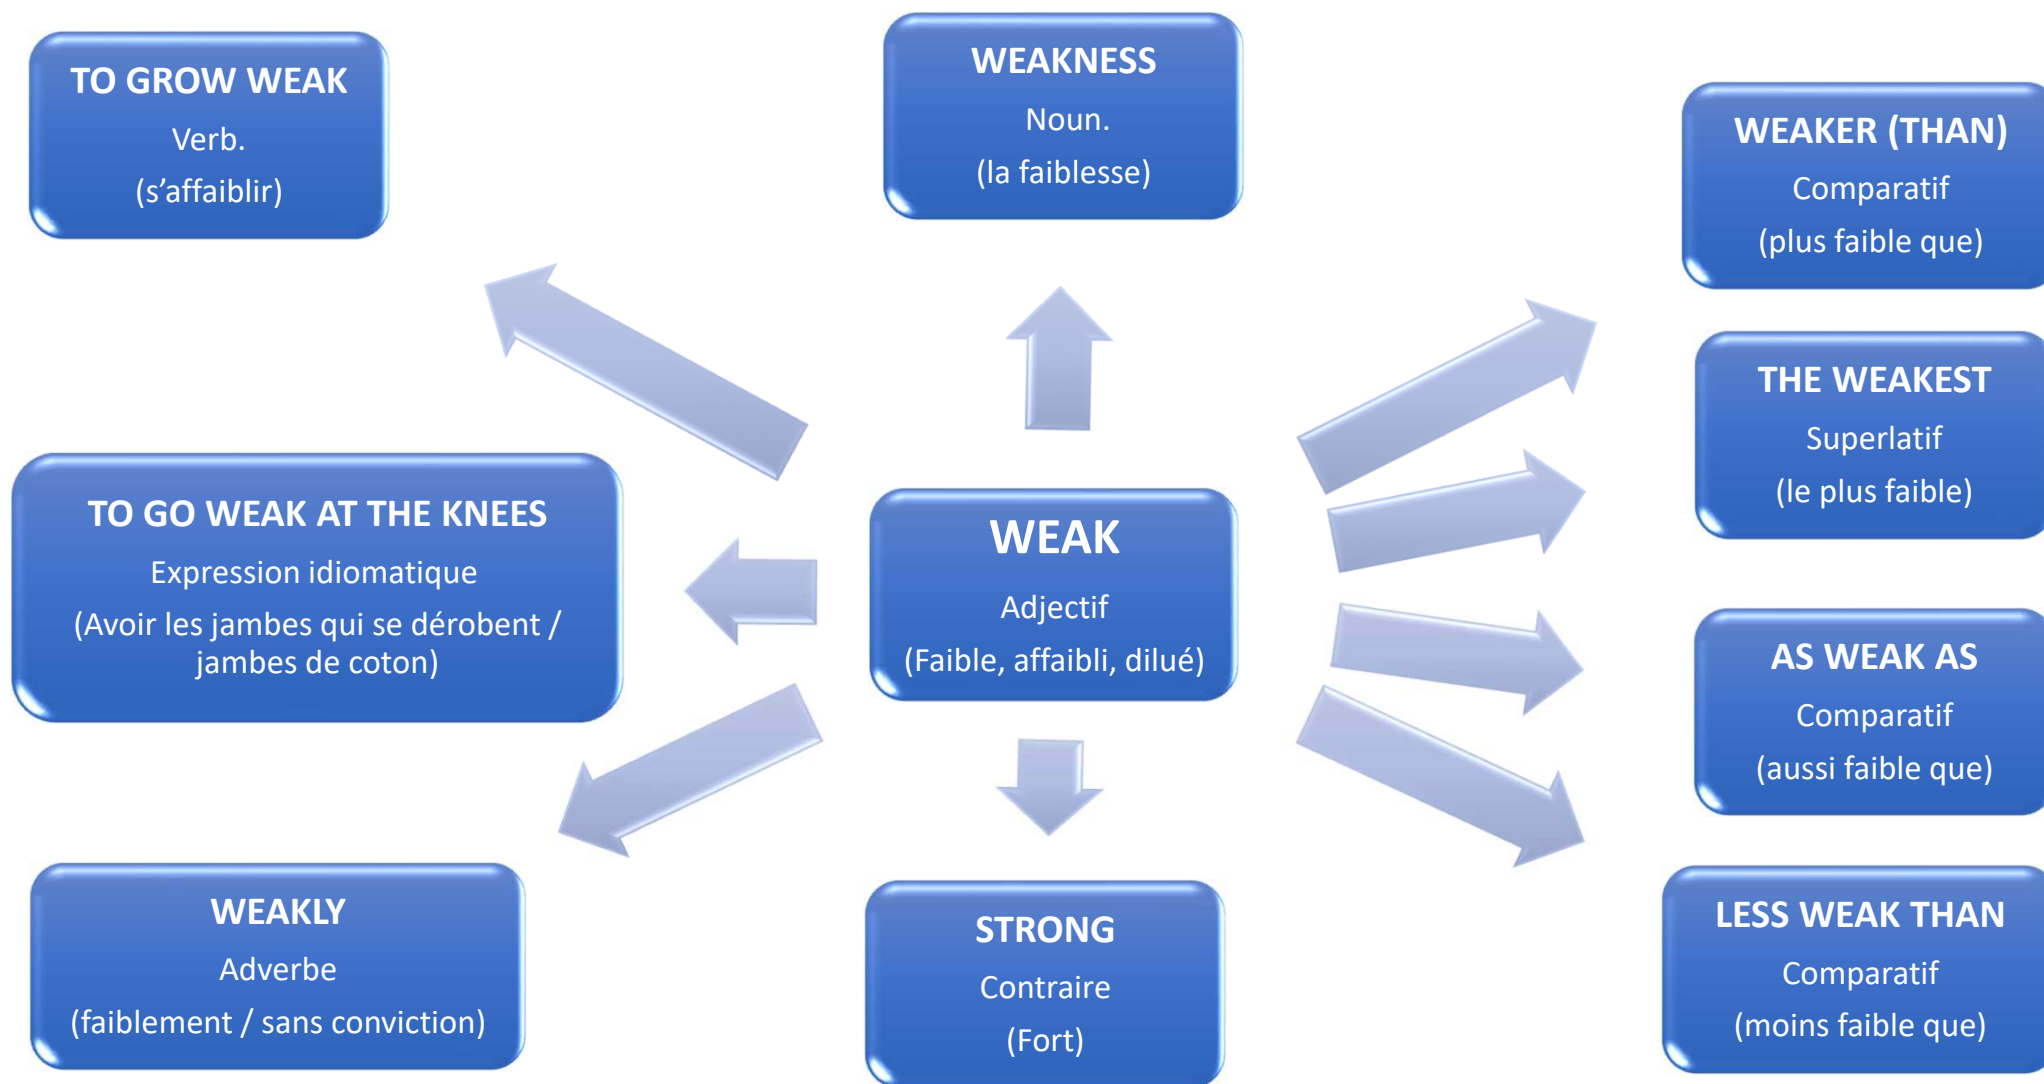 TO GROW WEAK
Verb.
(s’affaiblir)
WEAKNESS
Noun.
(la faiblesse)
WEAKER (THAN)
Comparatif
(plus faible que)
THE WEAKEST
Superlatif
(le plus faible)
TO GO WEAK AT THE KNEES
Expression idiomatique
(Avoir les jambes qui se dérobent /
jambes de coton)
WEAK
Adjectif
(Faible, affaibli, dilué)
AS WEAK AS
Comparatif
(aussi faible que)
WEAKLY
Adverbe
(faiblement / sans conviction)
STRONG
Contraire
(Fort)
LESS WEAK THAN
Comparatif
(moins faible que)